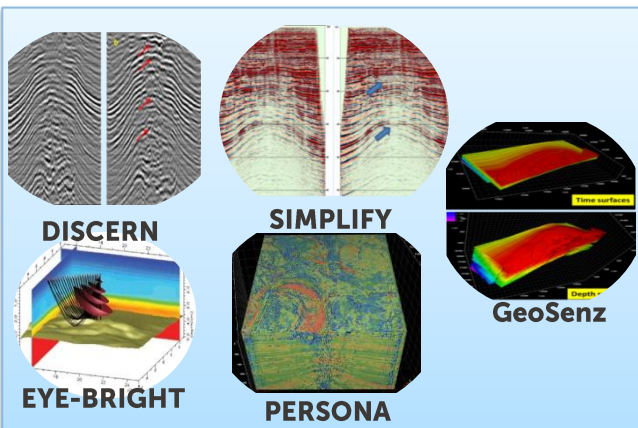 DISCERN
SIMPLIFY
Time surfaces
Depth
GeoSenz
EYE-BRIGHT
PERSONA